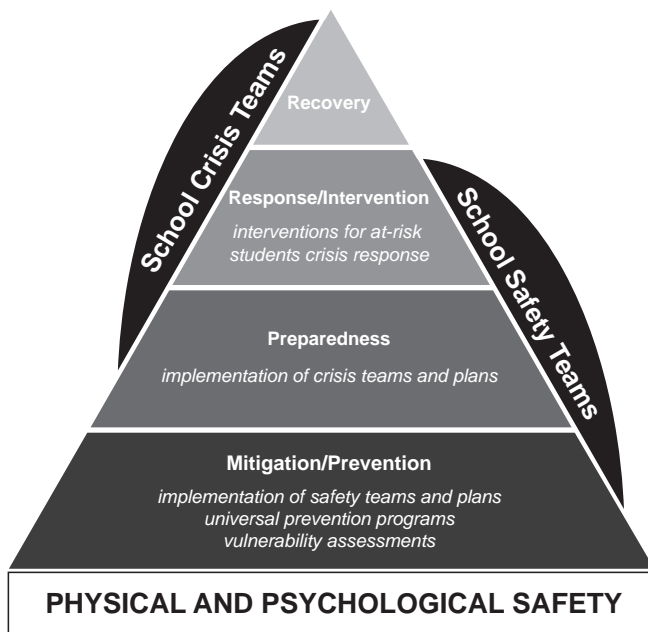 School Crisis Teams
Recovery
Response/Intervention
interventions for at-risk
students crisis response
School Safety Teams
Preparedness
implementation of crisis teams and plans
Mitigation/Prevention
implementation of safety teams and plans
universal prevention programs
vulnerability assessments
PHYSICAL AND PSYCHOLOGICAL SAFETY